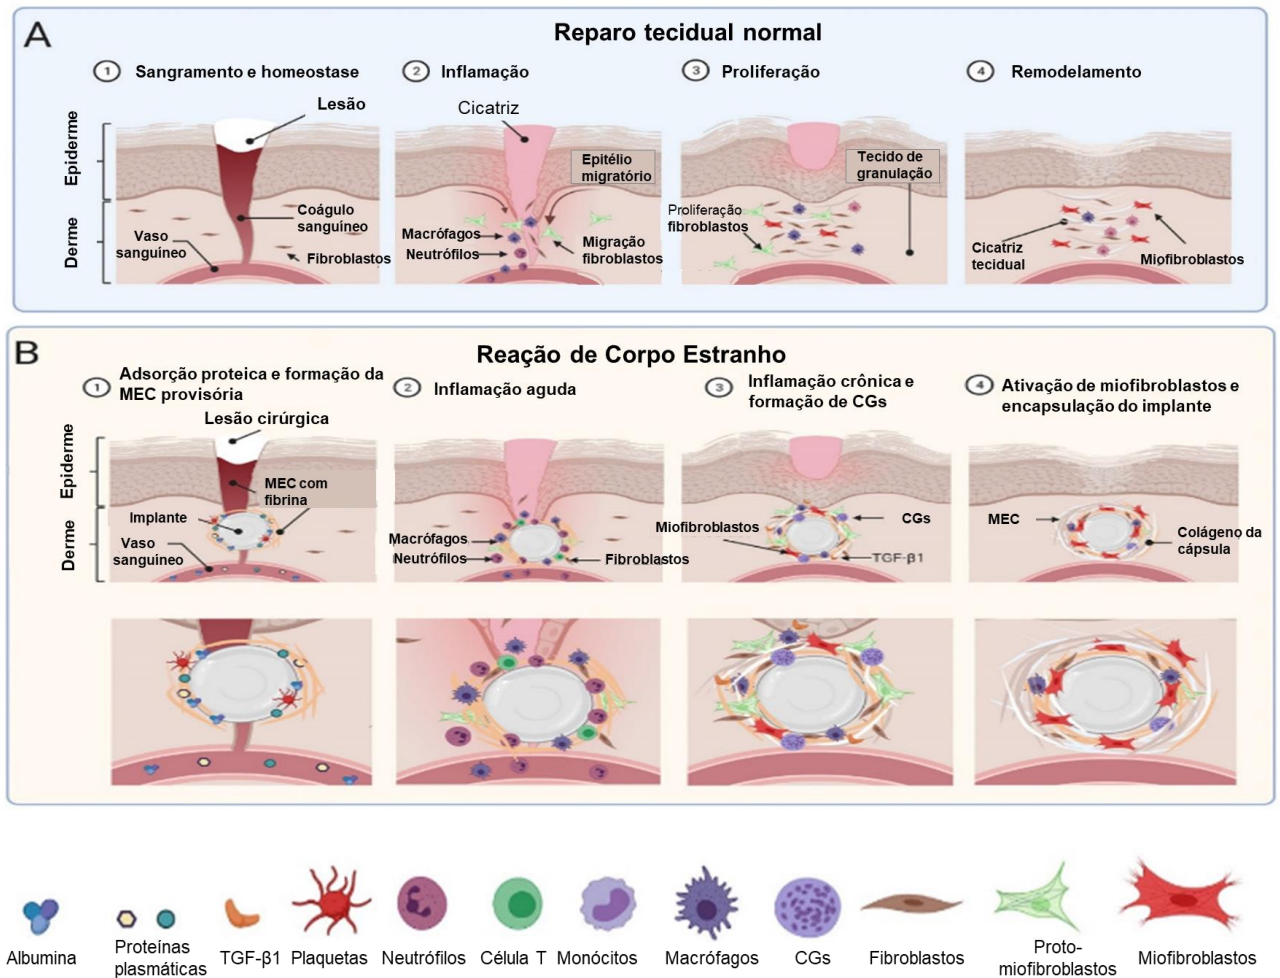 A
Reparo tecidual normal
1 Sangramento e homeostase
2 Inflamação
3 Proliferação
4 Remodelamento
Epiderme
Derme
Lesão
Coágulo
sanguíneo
Vaso
sanguíneo
Fibroblastos
Cicatriz
Epitélio
migratório
Macrófagos
Neutrófilos
Migração
fibroblastos
Tecido de
granulação
Proliferação
fibroblastos
Cicatriz
tecidual
Miofibroblastos
B
Reação de Corpo Estranho
1 Adsorção proteica e formação da
MEC provisória
2 Inflamação aguda
3 Inflamação crônica e
formação de CGs
4 Ativação de miofibroblastos e
encapsulação do implante
Epiderme
Derme
Lesão cirúrgica
MEC com
fibrina
Implante
Vaso
sanguíneo
Macrófagos
Neutrófilos
Fibroblastos
Miofibroblastos
CGs
TGF-β1
MEC
Colágeno da
cápsula
Albumina
Proteínas
plasmáticas
TGF-β1
Plaquetas
Neutrófilos
Célula T
Monócitos
Macrófagos
CGs
Fibroblastos
Proto-
miofibroblastos
Miofibroblastos